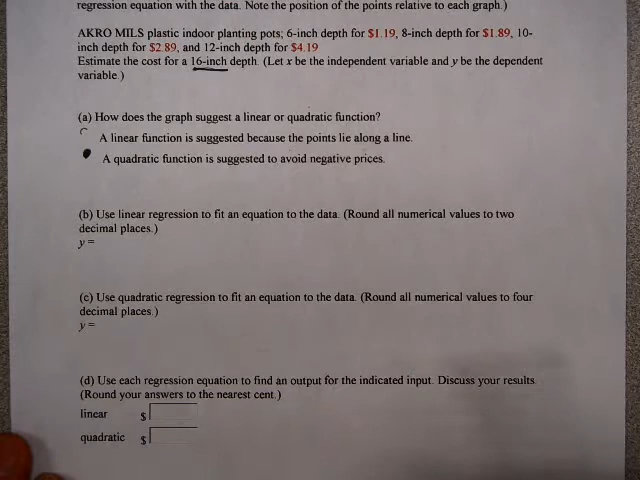 regression equation with the data. Note the position of the points relative to each graph.)
AKRO MILS plastic indoor planting pots; 6-inch depth for $1.19, 8-inch depth for $1.89, 10-
inch depth for $2.89, and 12-inch depth for $4.19
Estimate the cost for a 16-inch depth. (Let x be the independent variable and y be the dependent
variable.)
(a) How does the graph suggest a linear or quadratic function?
A linear function is suggested because the points lie along a line.
A quadratic function is suggested to avoid negative prices.
(b) Use linear regression to fit an equation to the data. (Round all numerical values to two
decimal places.)
y =
(c) Use quadratic regression to fit an equation to the data. (Round all numerical values to four
decimal places.)
y =
(d) Use each regression equation to find an output for the indicated input. Discuss your results.
(Round your answers to the nearest cent.)
linear $
quadratic $